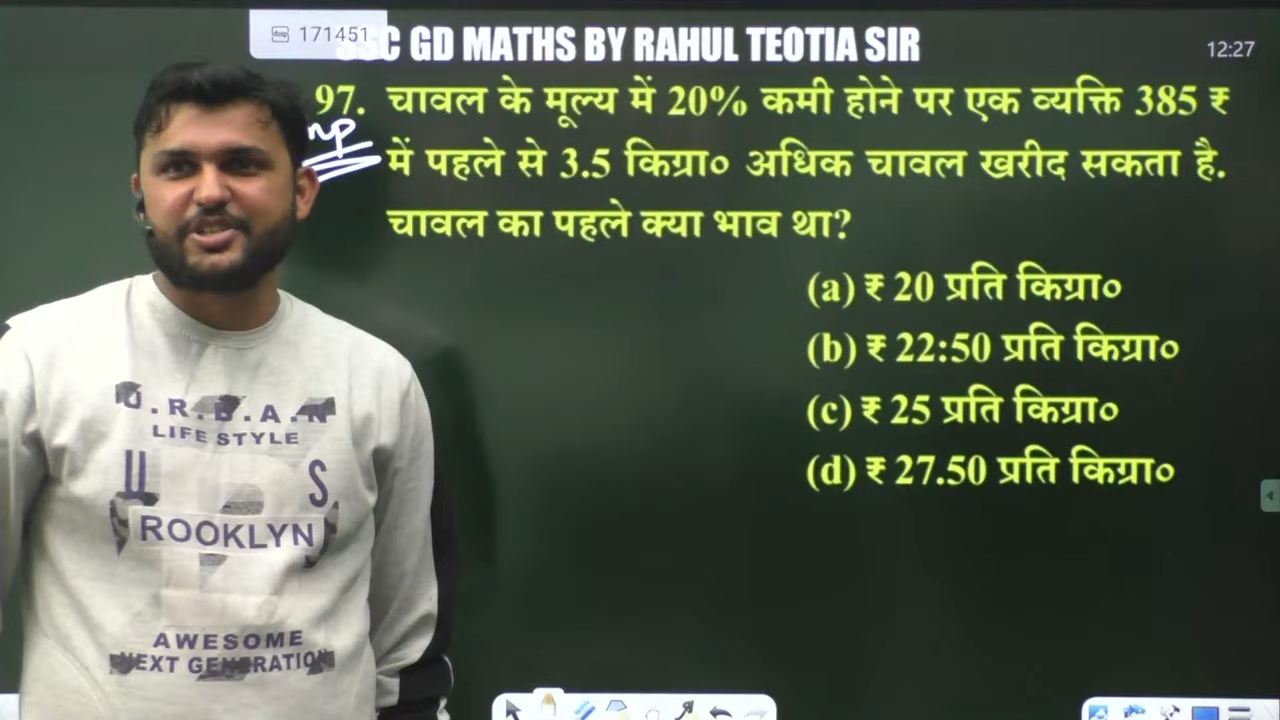 171451
SSC GD MATHS BY RAHUL TEOTIA SIR
12:27
97. चावल के मूल्य में 20% कमी होने पर एक व्यक्ति 385 ₹
में पहले से 3.5 किग्रा० अधिक चावल खरीद सकता है.
चावल का पहले क्या भाव था?
(a) ₹ 20 प्रति किग्रा०
(b) ₹ 22:50 प्रति किग्रा०
(c) ₹ 25 प्रति किग्रा०
(d) ₹ 27.50 प्रति किग्रा०
U.R.B.A.N
LIFE STYLE
U S
ROOKLYN
AWESOME
NEXT GENERATION